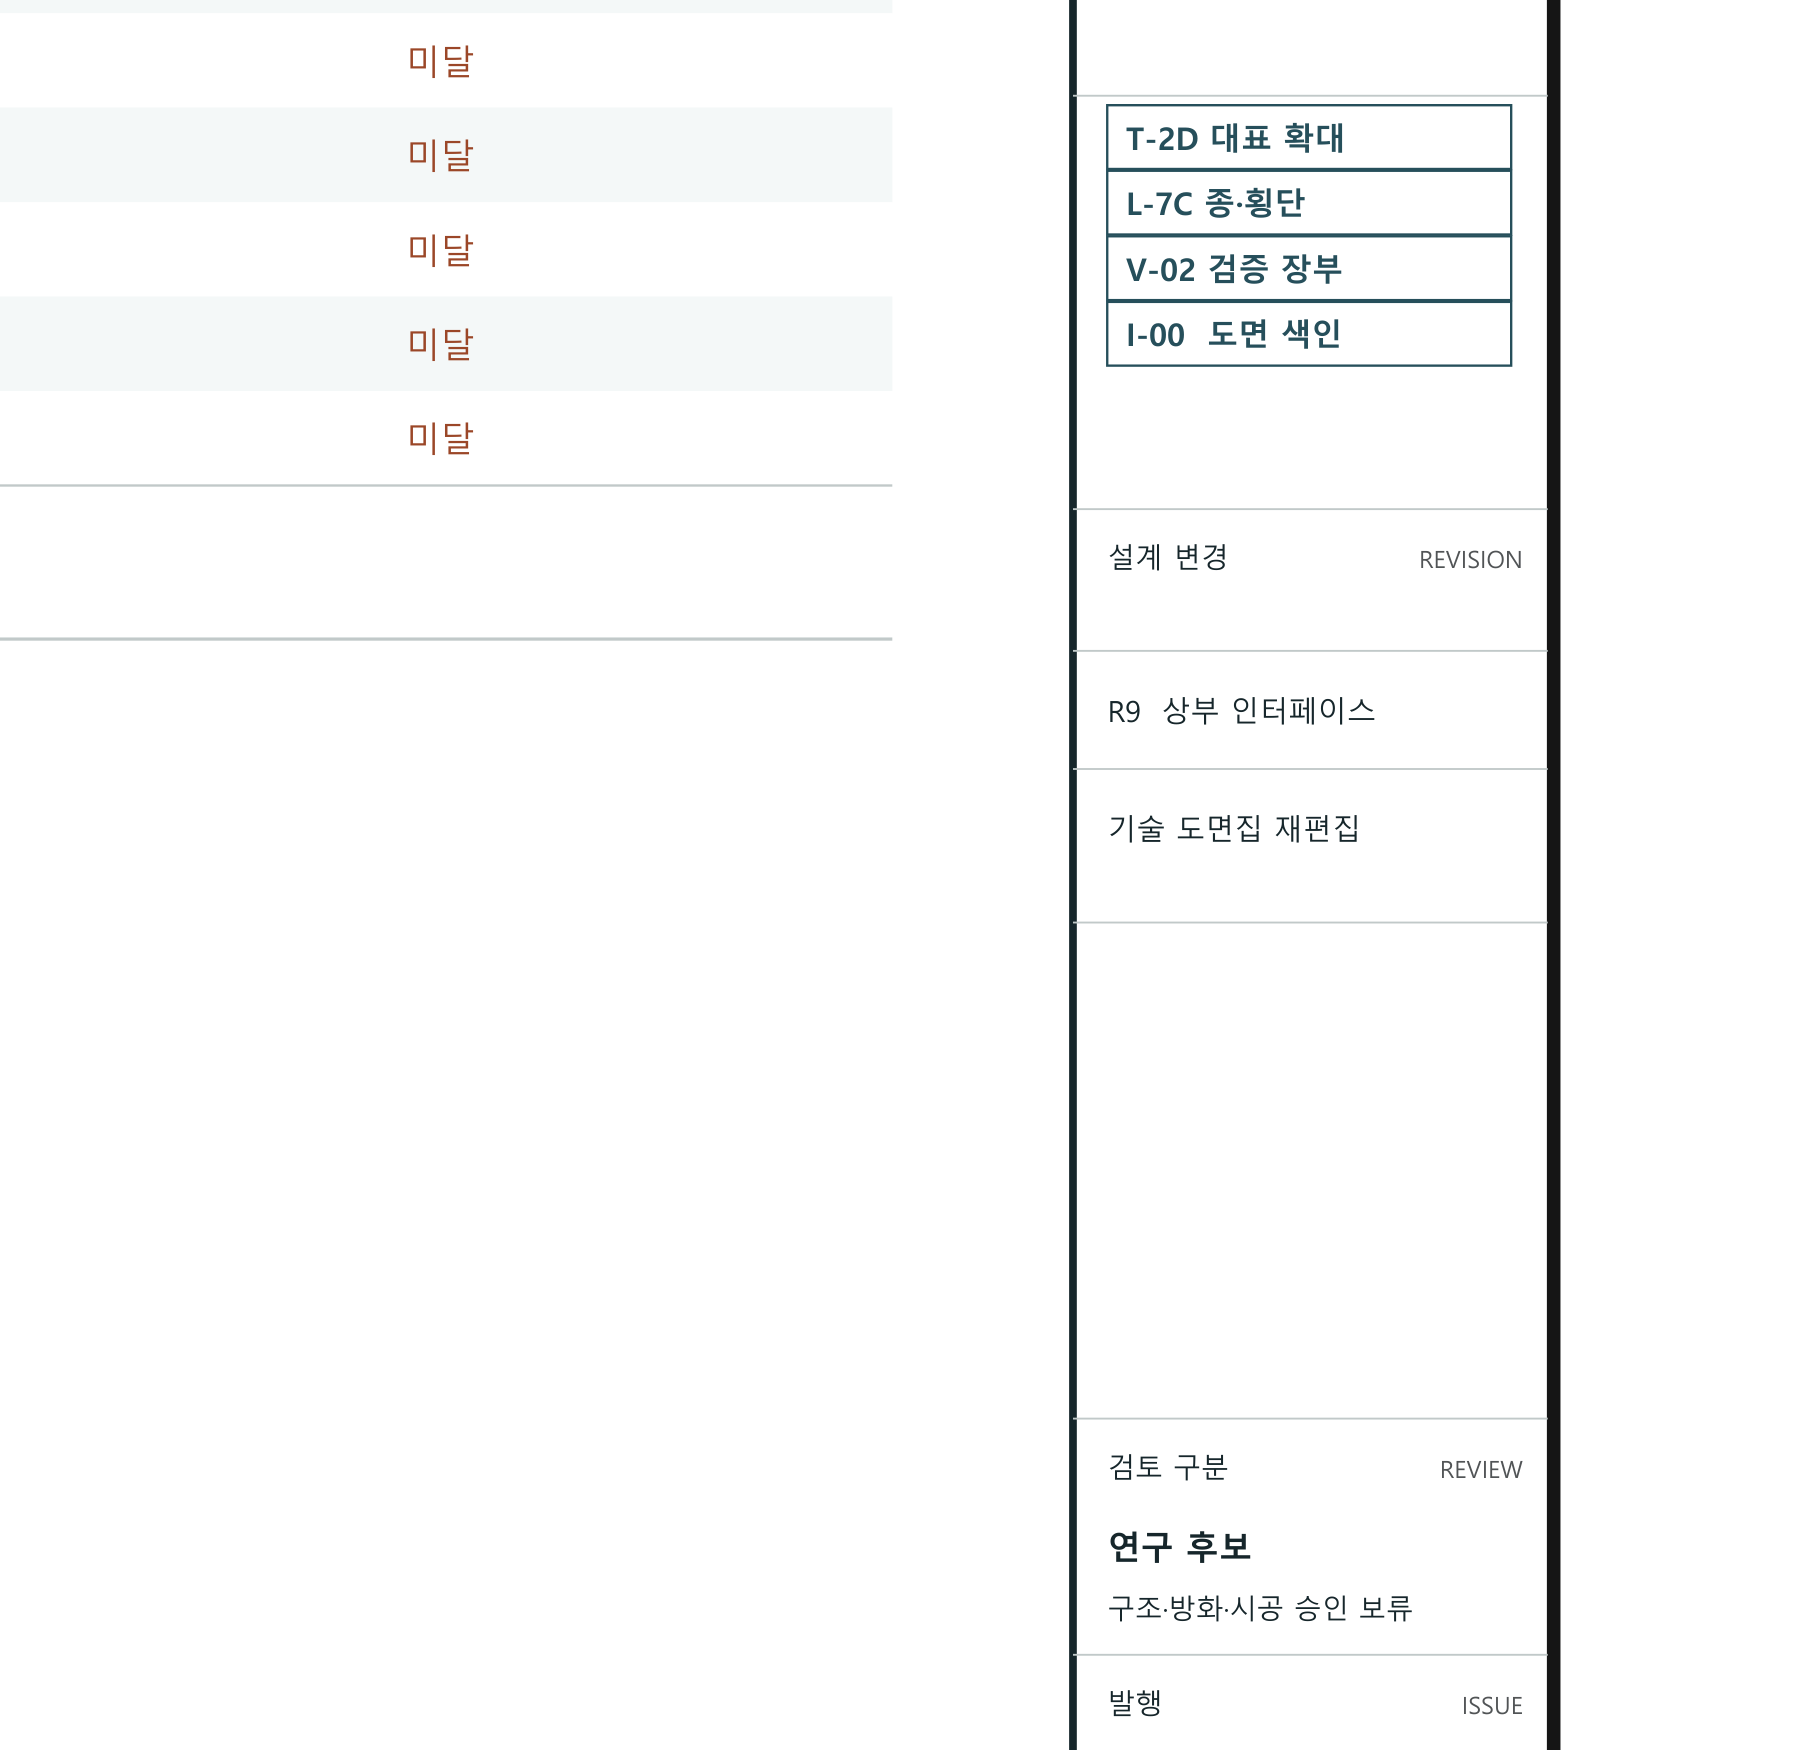 미달
미달
미달
미달
미달
T-2D 대표 확대
L-7C 종·횡단
V-02 검증 장부
I-00 도면 색인
설계 변경 REVISION
R9 상부 인터페이스
기술 도면집 재편집
검토 구분 REVIEW
연구 후보
구조·방화·시공 승인 보류
발행 ISSUE